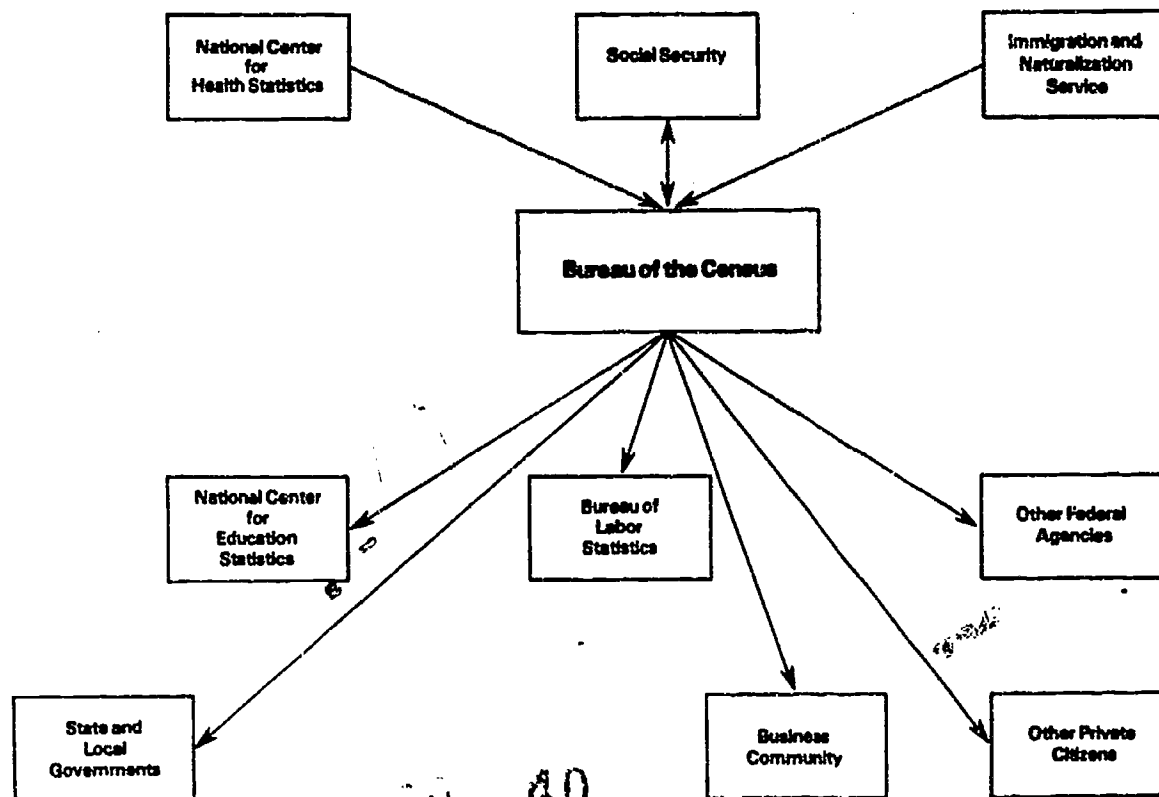 National Center
for
Health Statistics
Social Security
Immigration and
Naturalization
Service
Bureau of the Census
National Center
for
Education
Statistics
Bureau of
Labor
Statistics
Other Federal
Agencies
State and
Local
Governments
Business
Community
Other Private
Citizens
40